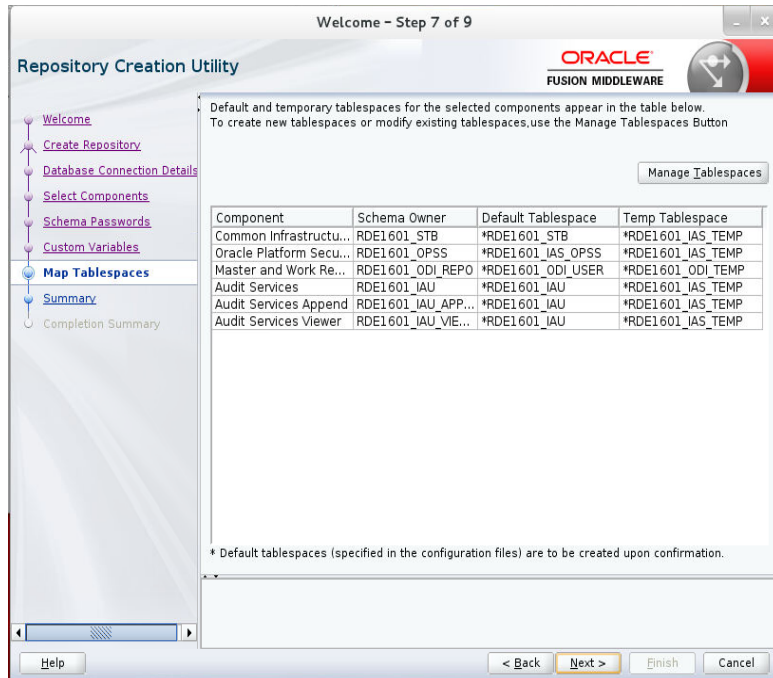 Welcome - Step 7 of 9
Repository Creation Utility
ORACLE
FUSION MIDDLEWARE
Welcome
Create Repository
Database Connection Details
Select Components
Schema Passwords
Custom Variables
Map Tablespaces
Summary
Completion Summary
Default and temporary tablespaces for the selected components appear in the table below.
To create new tablespaces or modify existing tablespaces,use the Manage Tablespaces Button
Manage Tablespaces
Component Schema Owner Default Tablespace Temp Tablespace
Common Infrastructu... RDE1601_STB *RDE1601_STB *RDE1601_IAS_TEMP
Oracle Platform Secu... RDE1601_OPSS *RDE1601_IAS_OPSS *RDE1601_IAS_TEMP
Master and Work Re... RDE1601_ODI_REPO *RDE1601_ODI_USER *RDE1601_ODI_TEMP
Audit Services RDE1601_IAU *RDE1601_IAU *RDE1601_IAS_TEMP
Audit Services Append RDE1601_IAU_APP... *RDE1601_IAU *RDE1601_IAS_TEMP
Audit Services Viewer RDE1601_IAU_VIE... *RDE1601_IAU *RDE1601_IAS_TEMP
* Default tablespaces (specified in the configuration files) are to be created upon confirmation.
Help < Back Next > Finish Cancel